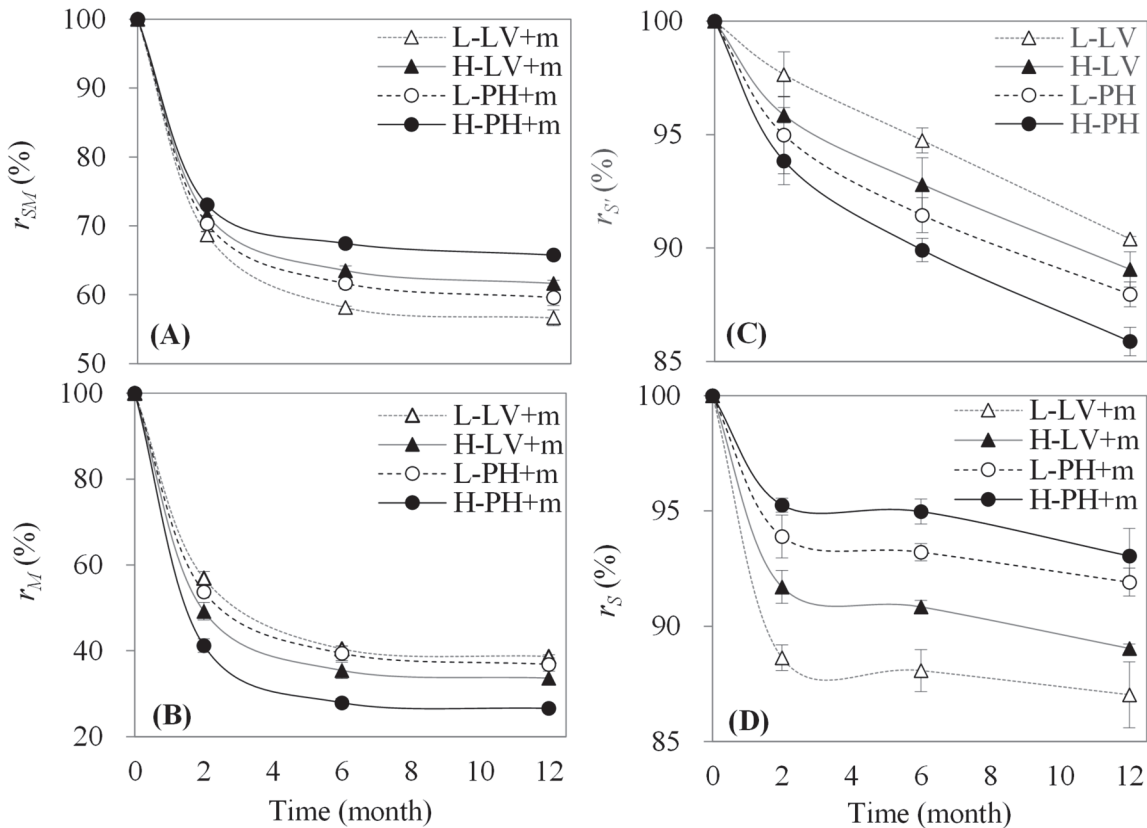 100
90
80
70
60
50
r_SM (%)
L-LV+m
H-LV+m
L-PH+m
H-PH+m
(A)
100
95
90
85
r_S' (%)
L-LV
H-LV
L-PH
H-PH
(C)
100
80
60
40
20
r_M (%)
L-LV+m
H-LV+m
L-PH+m
H-PH+m
(B)
0 2 4 6 8 10 12
Time (month)
100
95
90
85
r_S (%)
L-LV+m
H-LV+m
L-PH+m
H-PH+m
(D)
0 2 4 6 8 10 12
Time (month)